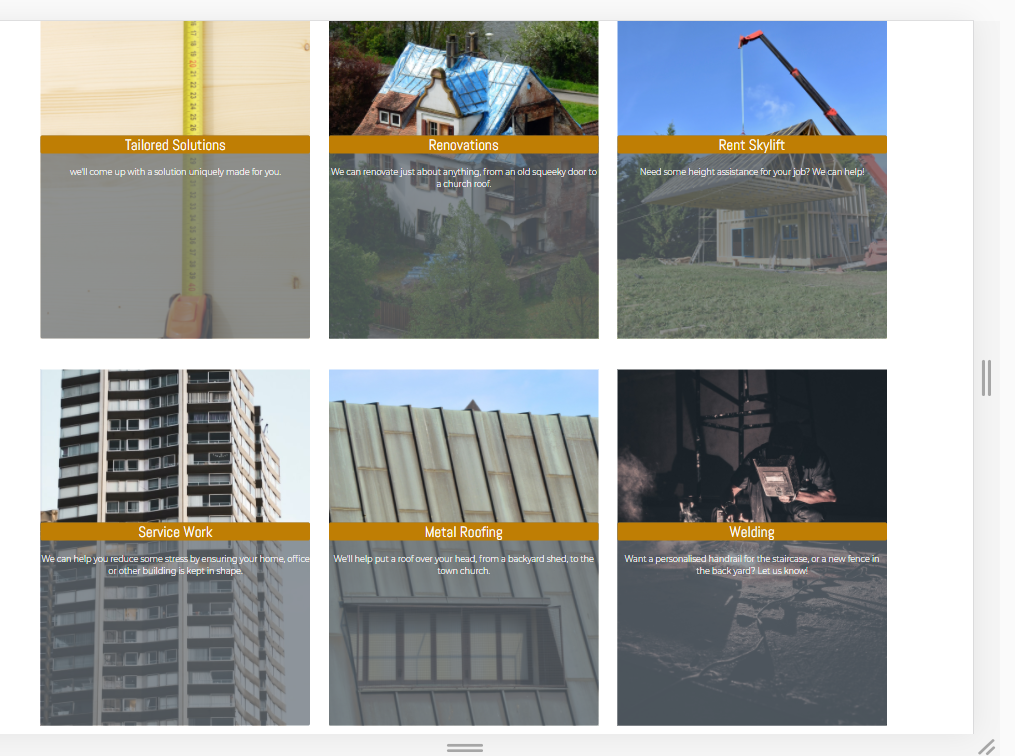 Tailored Solutions
we'll come up with a solution uniquely made for you.
Renovations
We can renovate just about anything, from an old squeeky door to
a church roof.
Rent Skylift
Need some height assistance for your job? We can help!
Service Work
We can help you reduce some stress by ensuring your home, office
or other building is kept in shape.
Metal Roofing
We'll help put a roof over your head, from a backyard shed, to the
town church.
Welding
Want a personalised handrail for the staircase, or a new fence in
the back yard? Let us know!